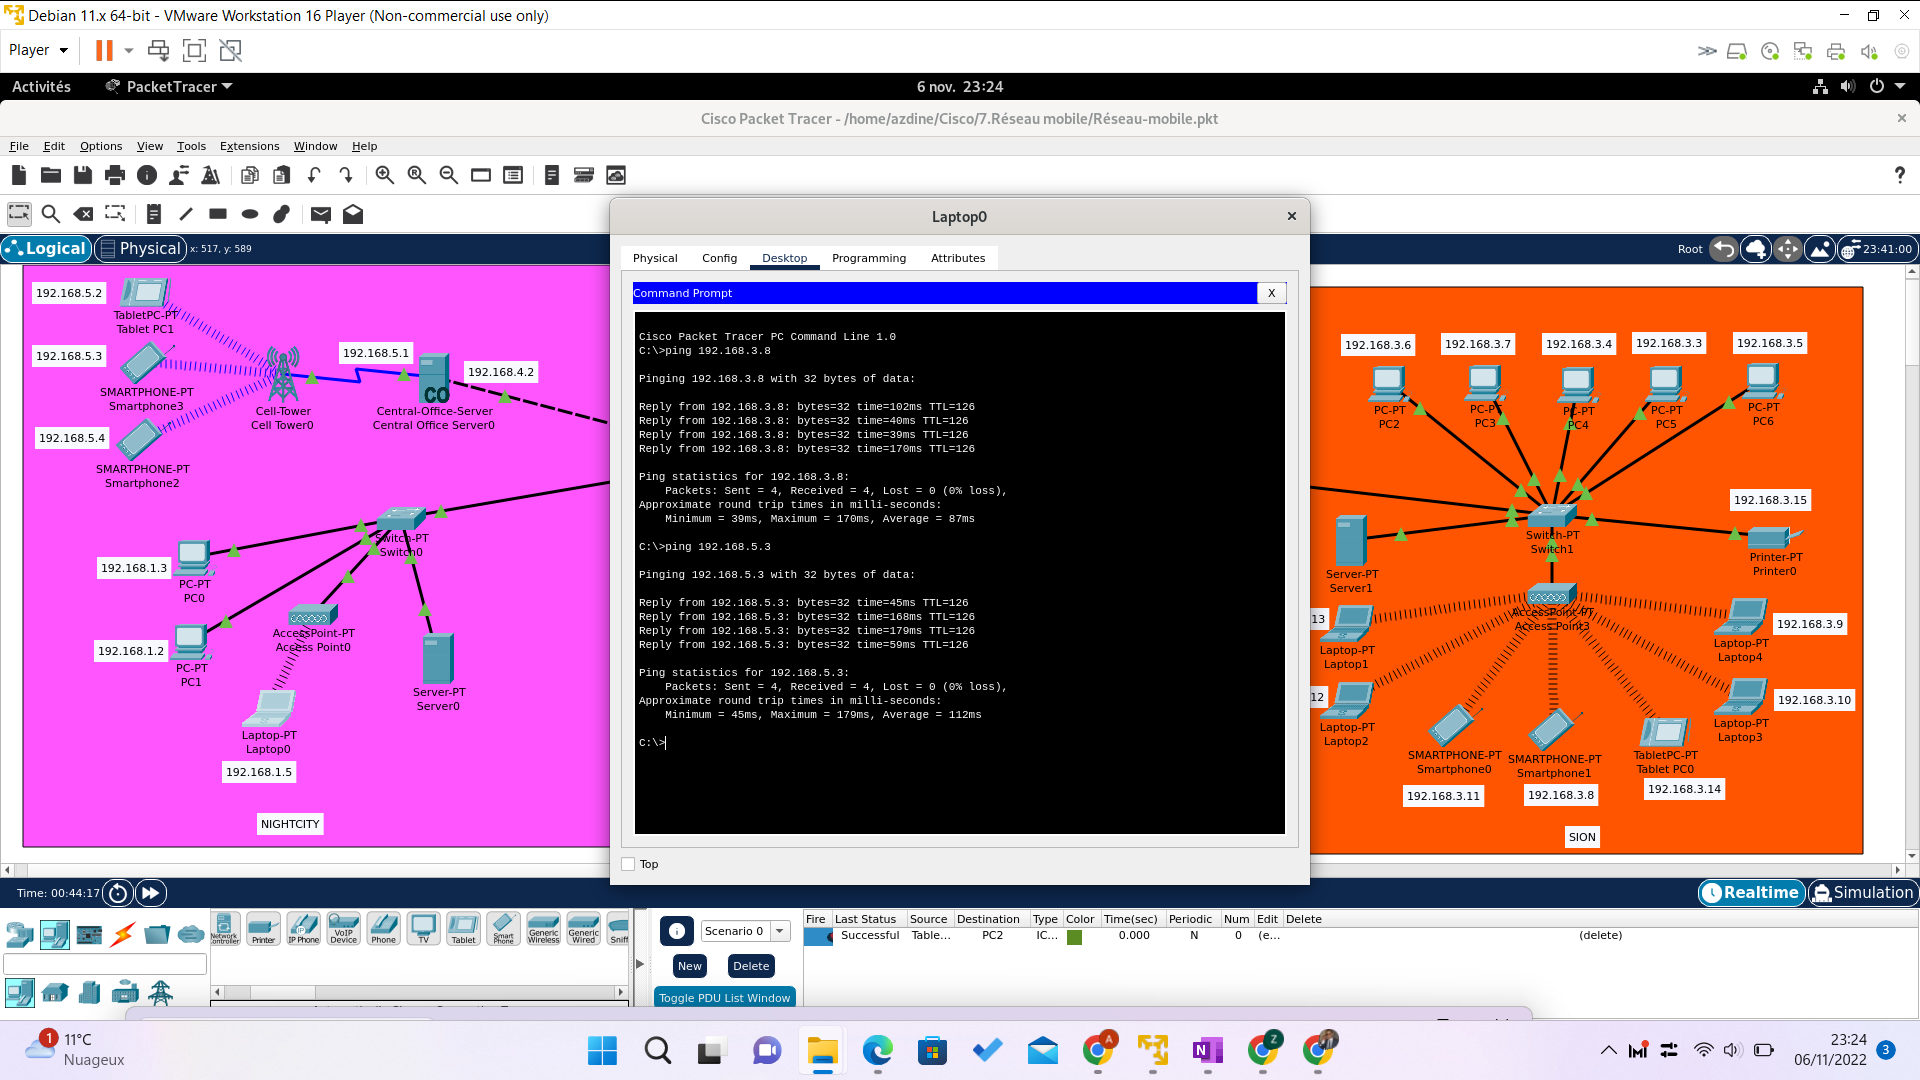 Debian 11.x 64-bit - VMware Workstation 16 Player (Non-commercial use only)
Player
Activités
PacketTracer
6 nov. 23:24
Cisco Packet Tracer - /home/azdine/Cisco/7.Réseau mobile/Réseau-mobile.pkt
File Edit Options View Tools Extensions Window Help
Logical
Physical
x: 517, y: 589
Root
23:41:00
192.168.5.2
TabletPC-PT
Tablet PC1
192.168.5.3
SMARTPHONE-PT
Smartphone3
192.168.5.4
SMARTPHONE-PT
Smartphone2
Cell-Tower
Cell Tower0
192.168.5.1
CO
Central-Office-Server
Central Office Server0
192.168.4.2
Switch-PT
Switch0
192.168.1.3
PC-PT
PC0
192.168.1.2
PC-PT
PC1
AccessPoint-PT
Access Point0
Server-PT
Server0
Laptop-PT
Laptop0
192.168.1.5
NIGHTCITY
Laptop0
Physical Config Desktop Programming Attributes
Command Prompt
X
Cisco Packet Tracer PC Command Line 1.0
C:\>ping 192.168.3.8
Pinging 192.168.3.8 with 32 bytes of data:
Reply from 192.168.3.8: bytes=32 time=102ms TTL=126
Reply from 192.168.3.8: bytes=32 time=40ms TTL=126
Reply from 192.168.3.8: bytes=32 time=39ms TTL=126
Reply from 192.168.3.8: bytes=32 time=170ms TTL=126
Ping statistics for 192.168.3.8:
Packets: Sent = 4, Received = 4, Lost = 0 (0% loss),
Approximate round trip times in milli-seconds:
Minimum = 39ms, Maximum = 170ms, Average = 87ms
C:\>ping 192.168.5.3
Pinging 192.168.5.3 with 32 bytes of data:
Reply from 192.168.5.3: bytes=32 time=45ms TTL=126
Reply from 192.168.5.3: bytes=32 time=168ms TTL=126
Reply from 192.168.5.3: bytes=32 time=179ms TTL=126
Reply from 192.168.5.3: bytes=32 time=59ms TTL=126
Ping statistics for 192.168.5.3:
Packets: Sent = 4, Received = 4, Lost = 0 (0% loss),
Approximate round trip times in milli-seconds:
Minimum = 45ms, Maximum = 179ms, Average = 112ms
C:\>
Top
192.168.3.6
192.168.3.7
192.168.3.4
192.168.3.3
192.168.3.5
PC-PT
PC2
PC-PT
PC3
PC-PT
PC4
PC-PT
PC5
PC-PT
PC6
192.168.3.15
Server-PT
Server1
Switch-PT
Switch1
Printer-PT
Printer0
AccessPoint-PT
Access Point3
13
Laptop-PT
Laptop1
Laptop-PT
Laptop4
192.168.3.9
12
Laptop-PT
Laptop2
Laptop-PT
Laptop3
192.168.3.10
SMARTPHONE-PT
Smartphone0
SMARTPHONE-PT
Smartphone1
TabletPC-PT
Tablet PC0
192.168.3.11
192.168.3.8
192.168.3.14
SION
Time: 00:44:17
Realtime
Simulation
Network Controller
Printer
IP Phone
VoIP Device
Phone
TV
Tablet
Smart Phone
Generic Wireless
Generic Wired
Sniff
Scenario 0
New
Delete
Toggle PDU List Window
Fire Last Status Source Destination Type Color Time(sec) Periodic Num Edit Delete
Successful Table... PC2 IC... 0.000 N 0 (e... (delete)
1
11°C
Nuageux
A
Z
N
23:24
06/11/2022
3